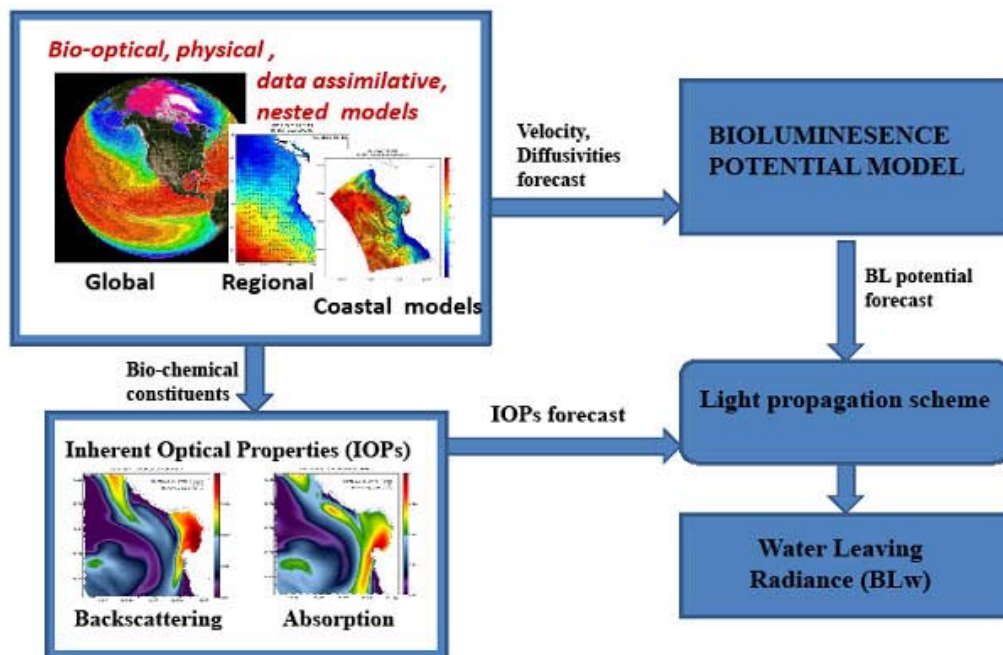 Bio-optical, physical ,
data assimilative,
nested models
Global
Regional
Coastal models
Velocity,
Diffusivities
forecast
BIOLUMINESENCE
POTENTIAL MODEL
BL potential
forecast
Bio-chemical
constituents
IOPs forecast
Light propagation scheme
Inherent Optical Properties (IOPs)
Backscattering
Absorption
Water Leaving
Radiance (BLw)